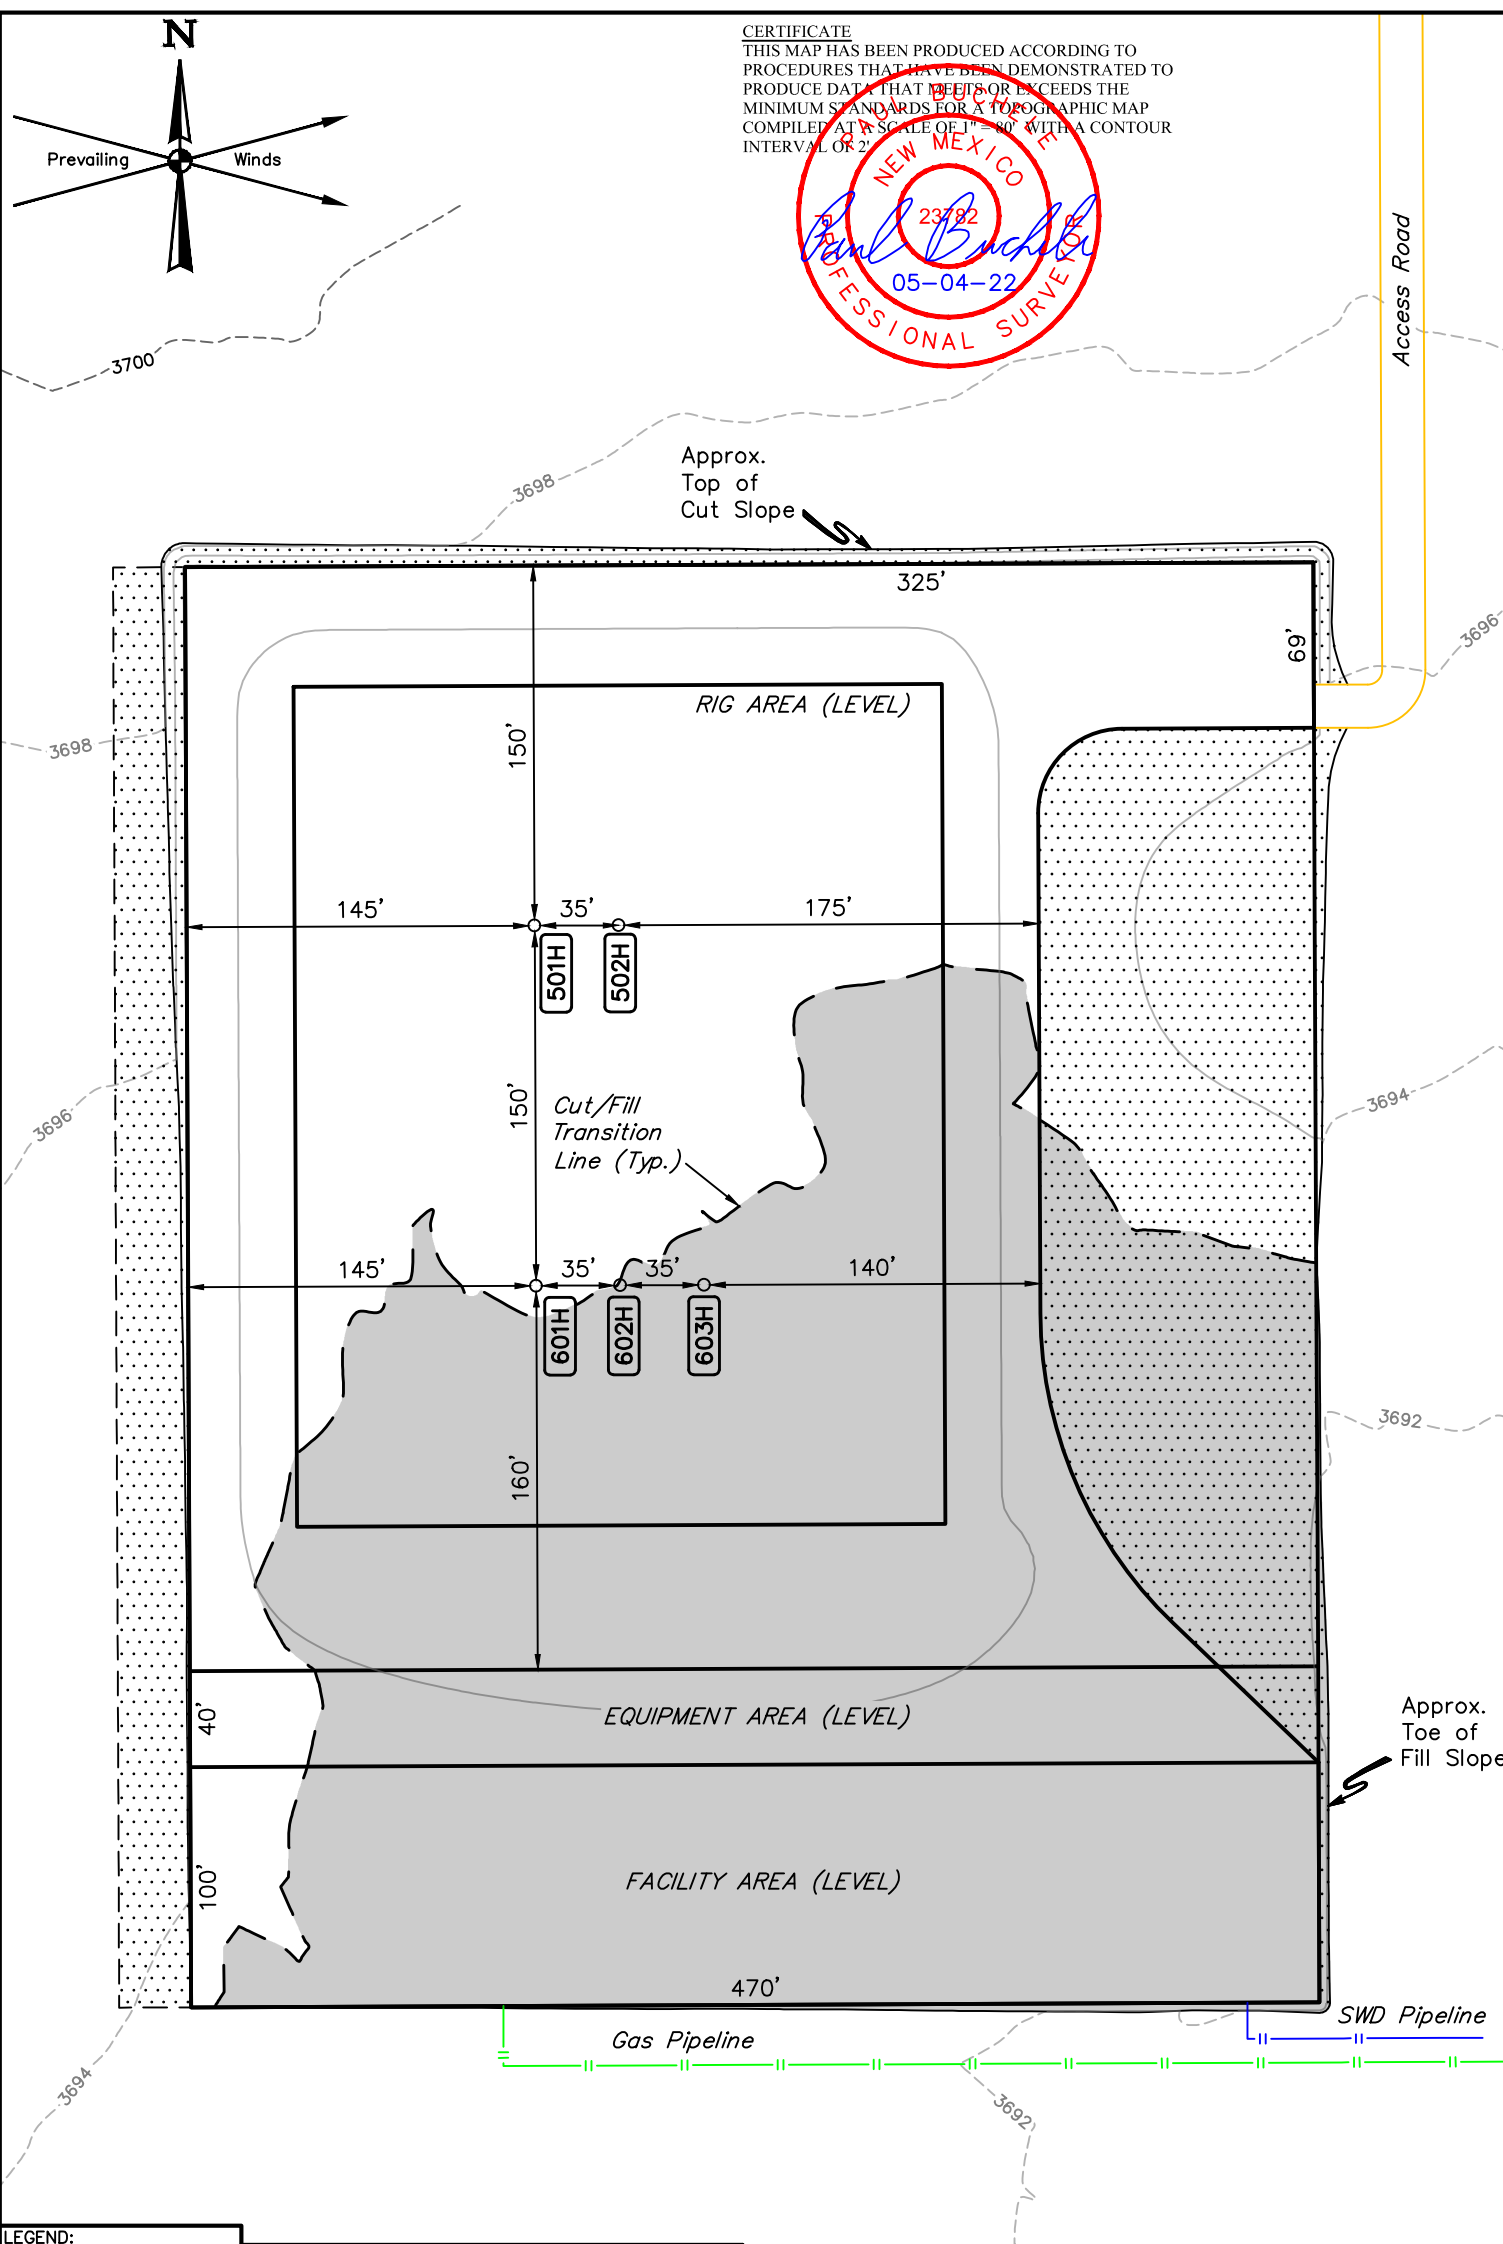 N
Prevailing Winds
CERTIFICATE
THIS MAP HAS BEEN PRODUCED ACCORDING TO
PROCEDURES THAT HAVE BEEN DEMONSTRATED TO
PRODUCE DATA THAT MEETS OR EXCEEDS THE
MINIMUM STANDARDS FOR A TOPOGRAPHIC MAP
COMPILED AT A SCALE OF 1" = 80' WITH A CONTOUR
INTERVAL OF 2'
PAUL BUCHELE
NEW MEXICO
23782
Paul Buchele
05-04-22
PROFESSIONAL SURVEYOR
Access Road
3700
3698
Approx.
Top of
Cut Slope
325'
69'
3696
RIG AREA (LEVEL)
150'
3698
145' 35' 175'
501H
502H
150'
Cut/Fill
Transition
Line (Typ.)
3696
3694
145' 35' 35' 140'
601H
602H
603H
3692
160'
40'
EQUIPMENT AREA (LEVEL)
Approx.
Toe of
Fill Slope
100'
FACILITY AREA (LEVEL)
470'
Gas Pipeline
SWD Pipeline
3694
3692
LEGEND: